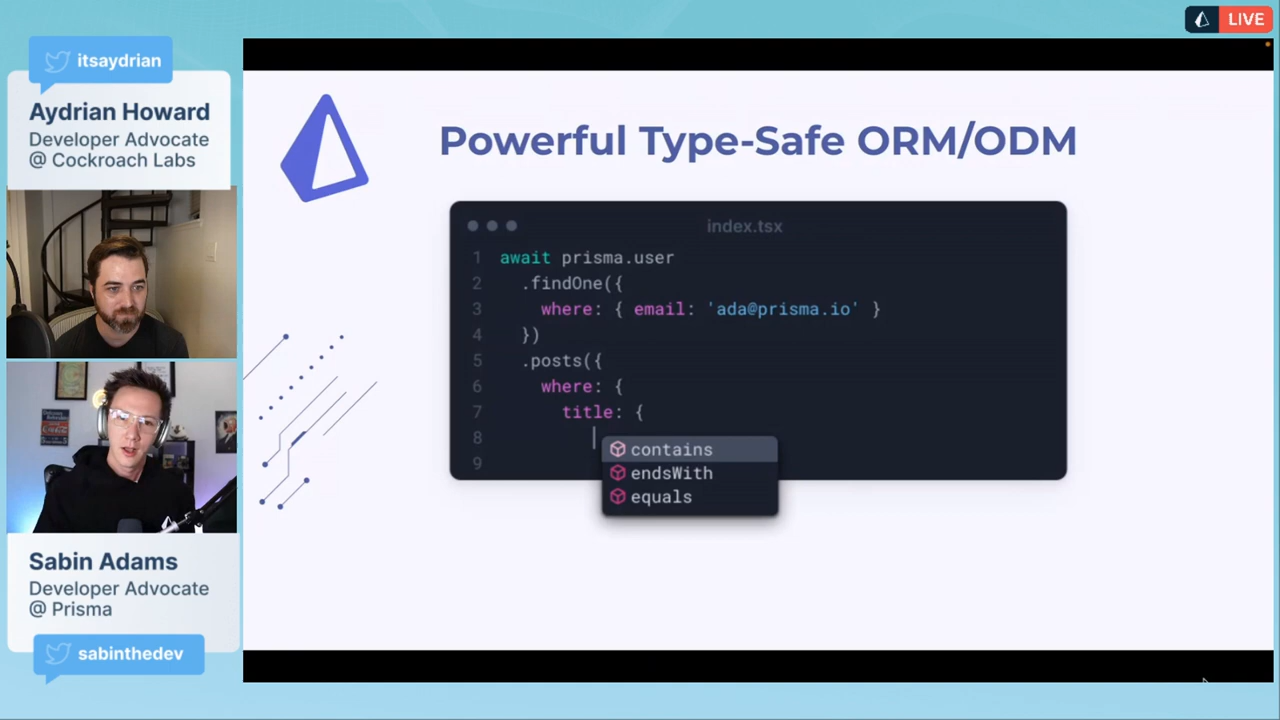 LIVE
itsaydrian
Aydrian Howard
Developer Advocate
@ Cockroach Labs
Sabin Adams
Developer Advocate
@ Prisma
sabinthedev
Powerful Type-Safe ORM/ODM
index.tsx
1 await prisma.user
2 .findOne({
3 where: { email: 'ada@prisma.io' }
4 })
5 .posts({
6 where: {
7 title: {
8
9
contains
endsWith
equals